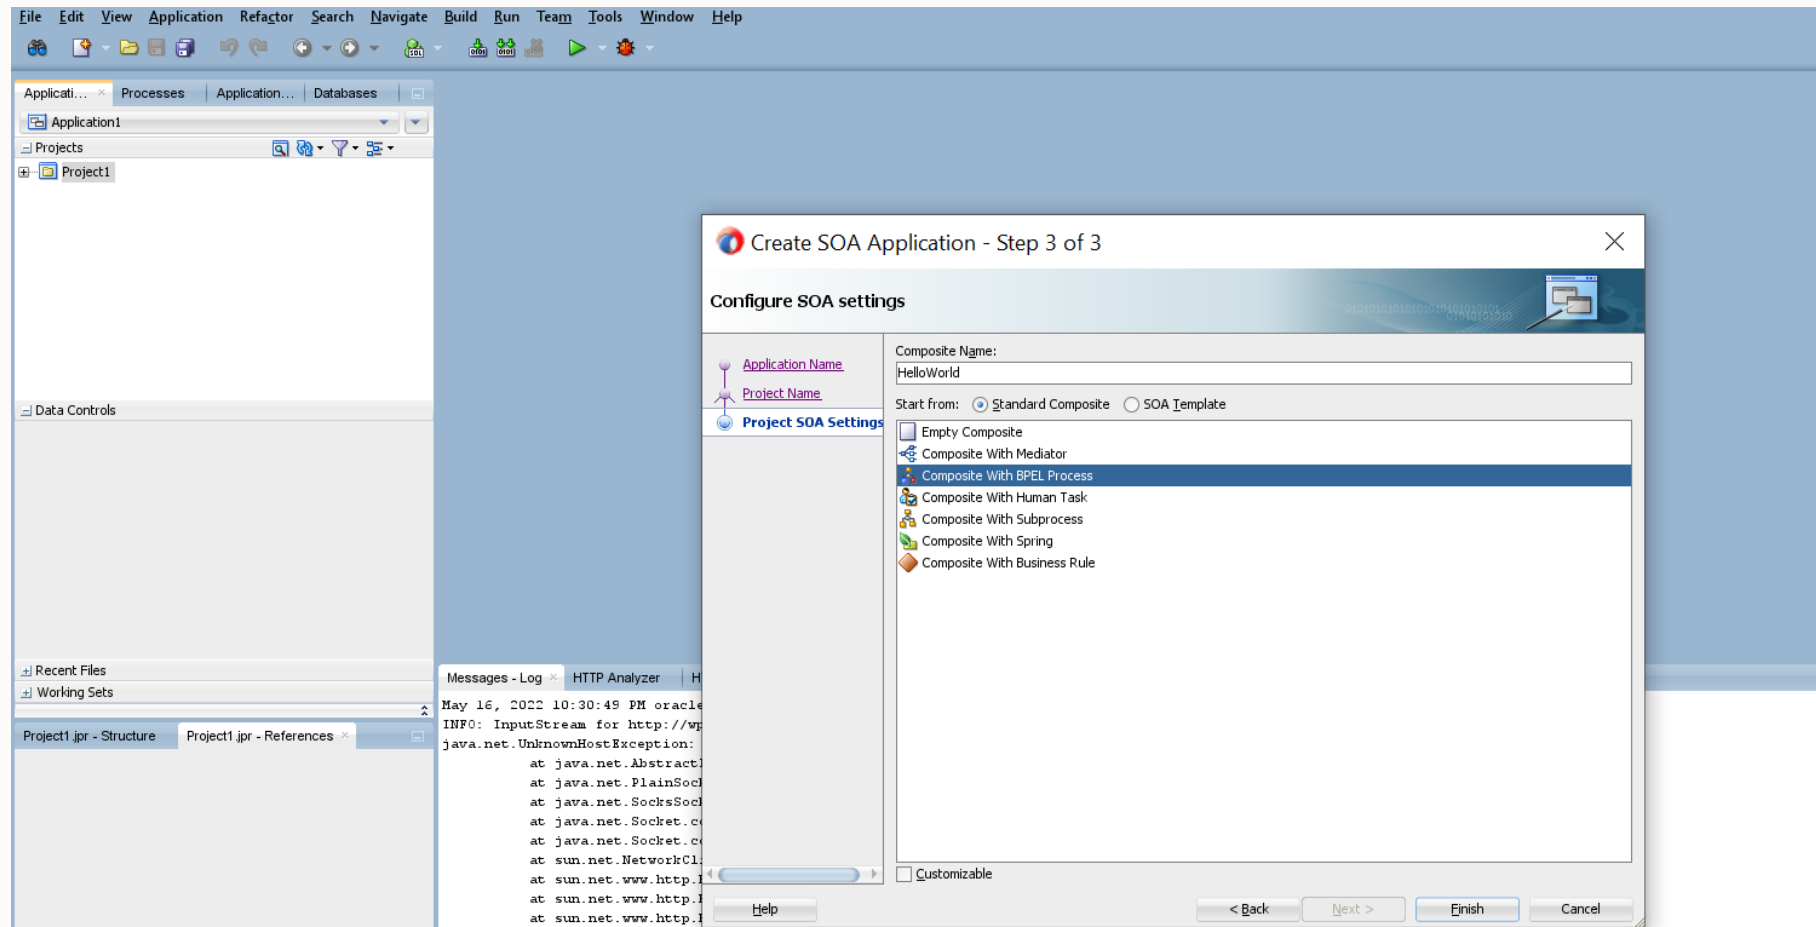 File Edit View Application Refactor Search Navigate Build Run Team Tools Window Help
Applicati... Processes Application... Databases
Application1
Projects
Project1
Data Controls
Recent Files
Working Sets
Project1.jpr - Structure Project1.jpr - References
Create SOA Application - Step 3 of 3
Configure SOA settings
Application Name
Project Name
Project SOA Settings
Composite Name:
HelloWorld
Start from: Standard Composite SOA Template
Empty Composite
Composite With Mediator
Composite With BPEL Process
Composite With Human Task
Composite With Subprocess
Composite With Spring
Composite With Business Rule
Customizable
Help < Back Next > Finish Cancel
Messages - Log HTTP Analyzer H
May 16, 2022 10:30:49 PM oracle
INFO: InputStream for http://wp
java.net.UnknownHostException:
at java.net.Abstract
at java.net.PlainSock
at java.net.SocksSock
at java.net.Socket.co
at java.net.Socket.co
at sun.net.NetworkCli
at sun.net.www.http.
at sun.net.www.http.
at sun.net.www.http.